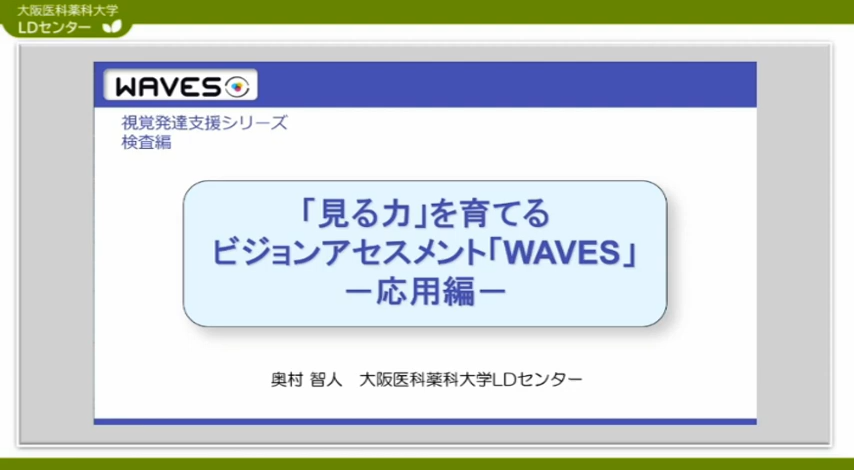 大阪医科薬科大学
LDセンター
WAVES
視覚発達支援シリーズ
検査編
「見る力」を育てる
ビジョンアセスメント「WAVES」
－応用編－
奥村 智人　大阪医科薬科大学LDセンター